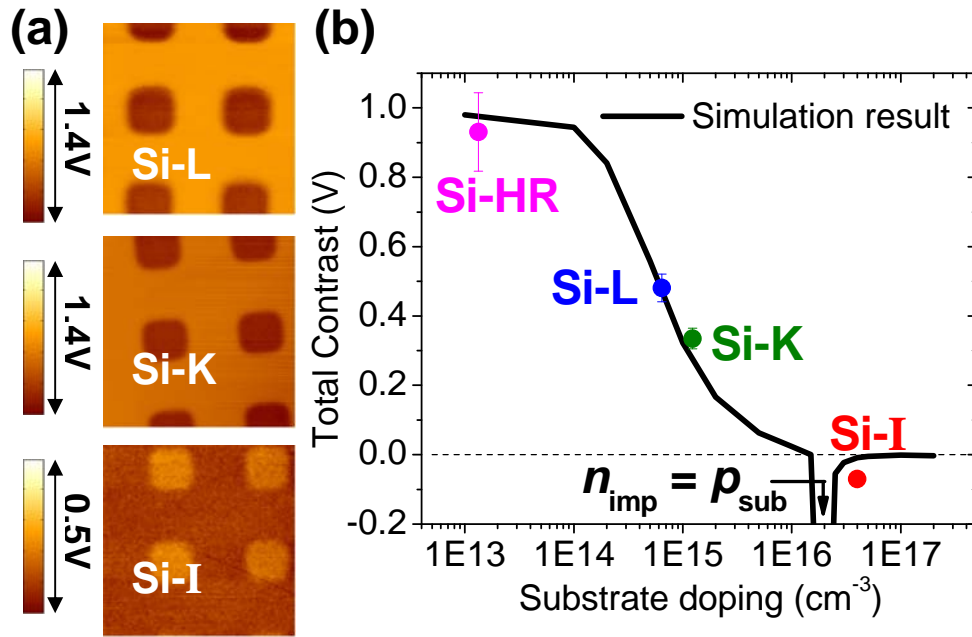 (a)
1.4V
Si-L
1.4V
Si-K
0.5V
Si-I
(b)
Total Contrast (V)
1.0
0.8
0.6
0.4
0.2
0.0
-0.2
Simulation result
Si-HR
Si-L
Si-K
Si-I
n_imp = p_sub
1E13 1E14 1E15 1E16 1E17
Substrate doping (cm⁻³)